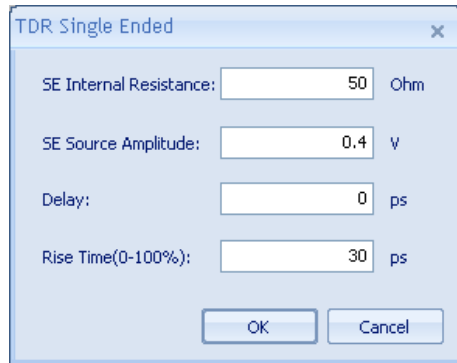 TDR Single Ended
SE Internal Resistance: 50 Ohm
SE Source Amplitude: 0.4 V
Delay: 0 ps
Rise Time(0-100%): 30 ps
OK Cancel